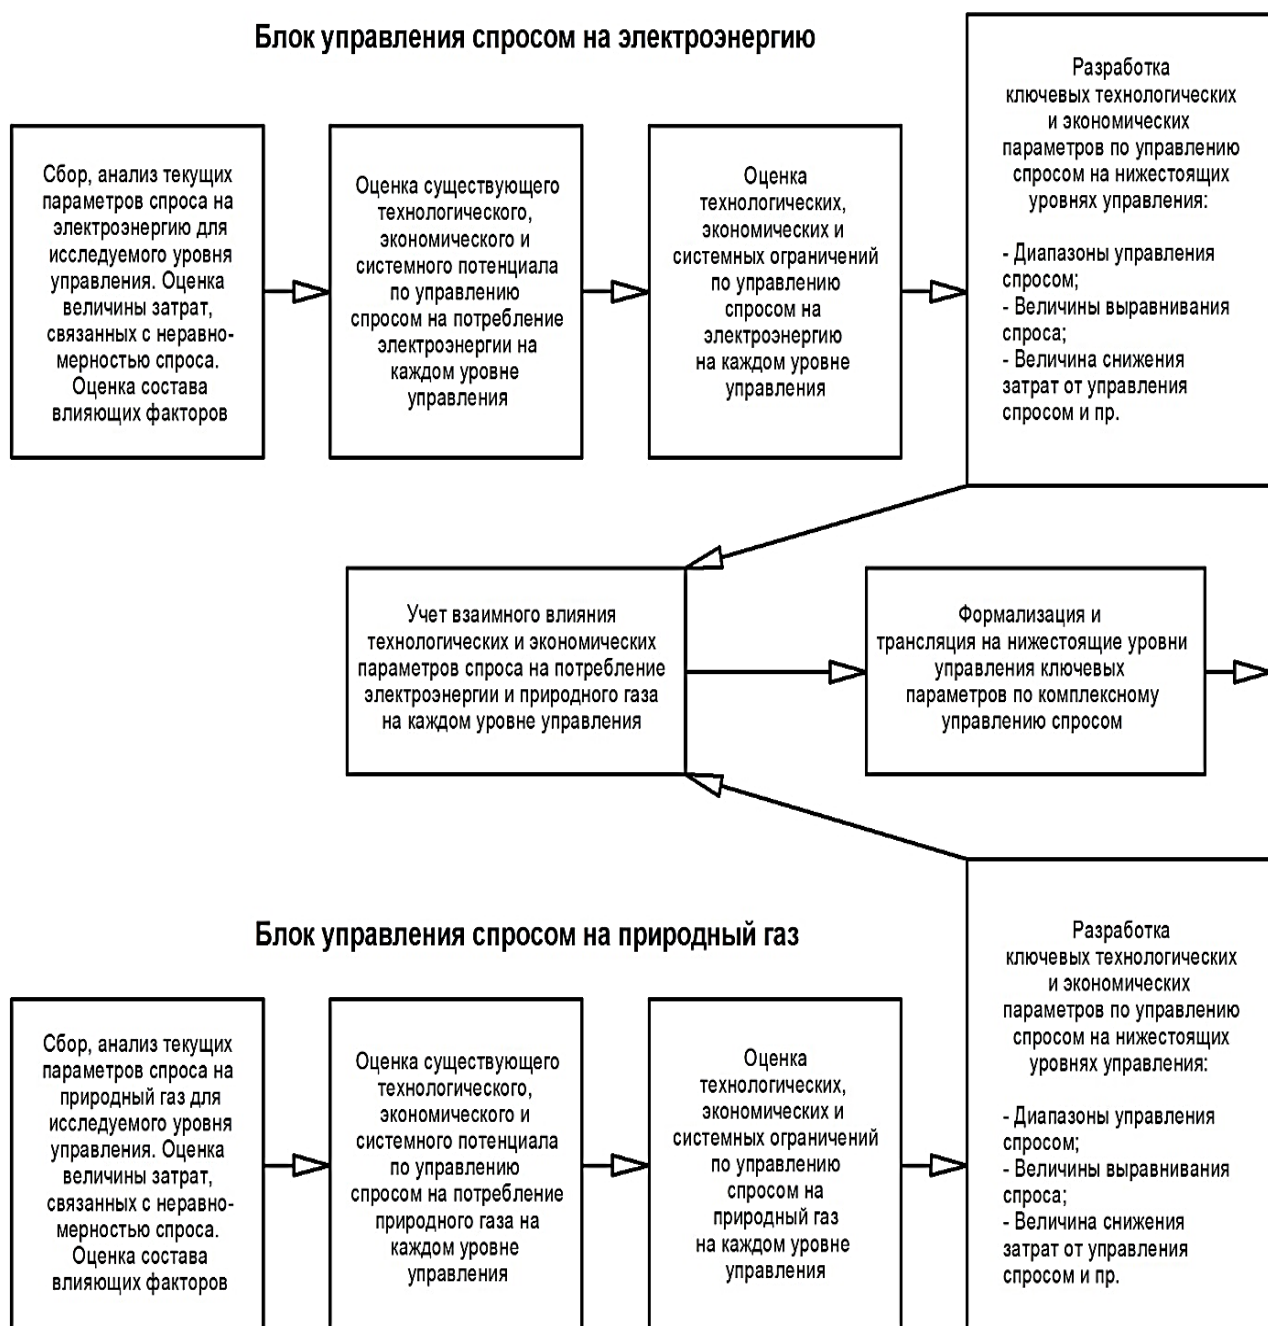 Блок управления спросом на электроэнергию
Сбор, анализ текущих
параметров спроса на
электроэнергию для
исследуемого уровня
управления. Оценка
величины затрат,
связанных с неравно-
мерностью спроса.
Оценка состава
влияющих факторов
Оценка существующего
технологического,
экономического и
системного потенциала
по управлению
спросом на потребление
электроэнергии на
каждом уровне
управления
Оценка
технологических,
экономических и
системных ограничений
по управлению
спросом на
электроэнергию
на каждом уровне
управления
Разработка
ключевых технологических
и экономических
параметров по управлению
спросом на нижестоящих
уровнях управления:
- Диапазоны управления
спросом;
- Величины выравнивания
спроса;
- Величина снижения
затрат от управления
спросом и пр.
Учет взаимного влияния
технологических и экономических
параметров спроса на потребление
электроэнергии и природного газа
на каждом уровне управления
Формализация и
трансляция на нижестоящие уровни
управления ключевых
параметров по комплексному
управлению спросом
Блок управления спросом на природный газ
Сбор, анализ текущих
параметров спроса на
природный газ для
исследуемого уровня
управления. Оценка
величины затрат,
связанных с неравно-
мерностью спроса.
Оценка состава
влияющих факторов
Оценка существующего
технологического,
экономического и
системного потенциала
по управлению
спросом на потребление
природного газа на
каждом уровне
управления
Оценка
технологических,
экономических и
системных ограничений
по управлению
спросом на
природный газ
на каждом уровне
управления
Разработка
ключевых технологических
и экономических
параметров по управлению
спросом на нижестоящих
уровнях управления:
- Диапазоны управления
спросом;
- Величины выравнивания
спроса;
- Величина снижения
затрат от управления
спросом и пр.